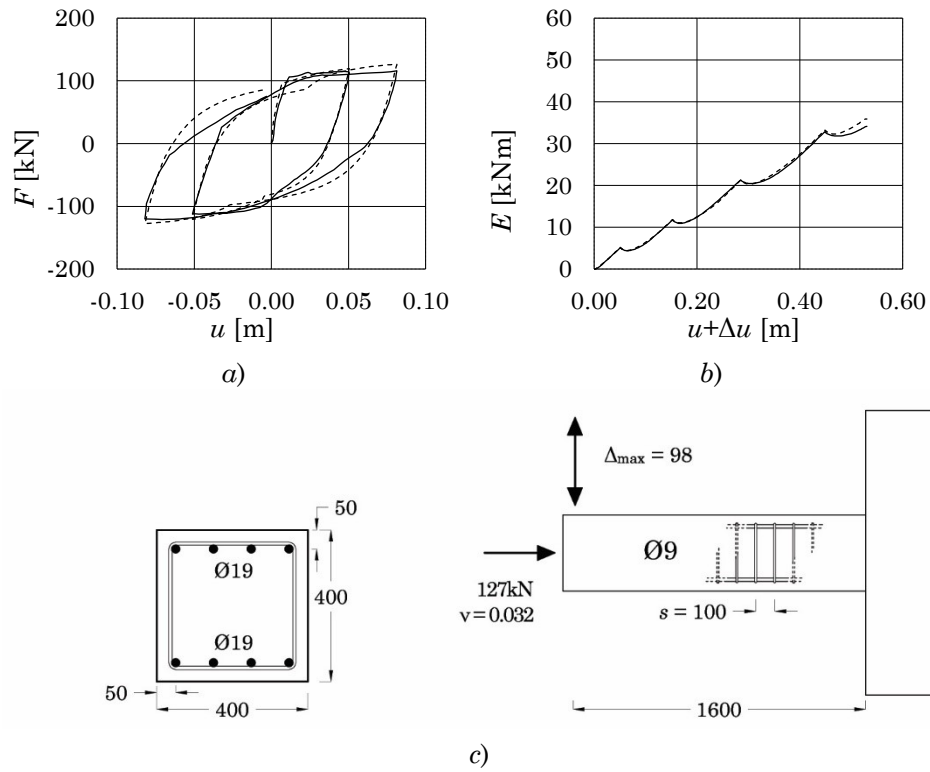 200
100
0
-100
-200
F [kN]
-0.10 -0.05 0.00 0.05 0.10
u [m]
a)
60
50
40
30
20
10
0
E [kNm]
0.00 0.20 0.40 0.60
u+Δu [m]
b)
50
Ø19
400
Ø19
50
400
Δmax = 98
Ø9
127kN
ν=0.032
s = 100
1600
c)